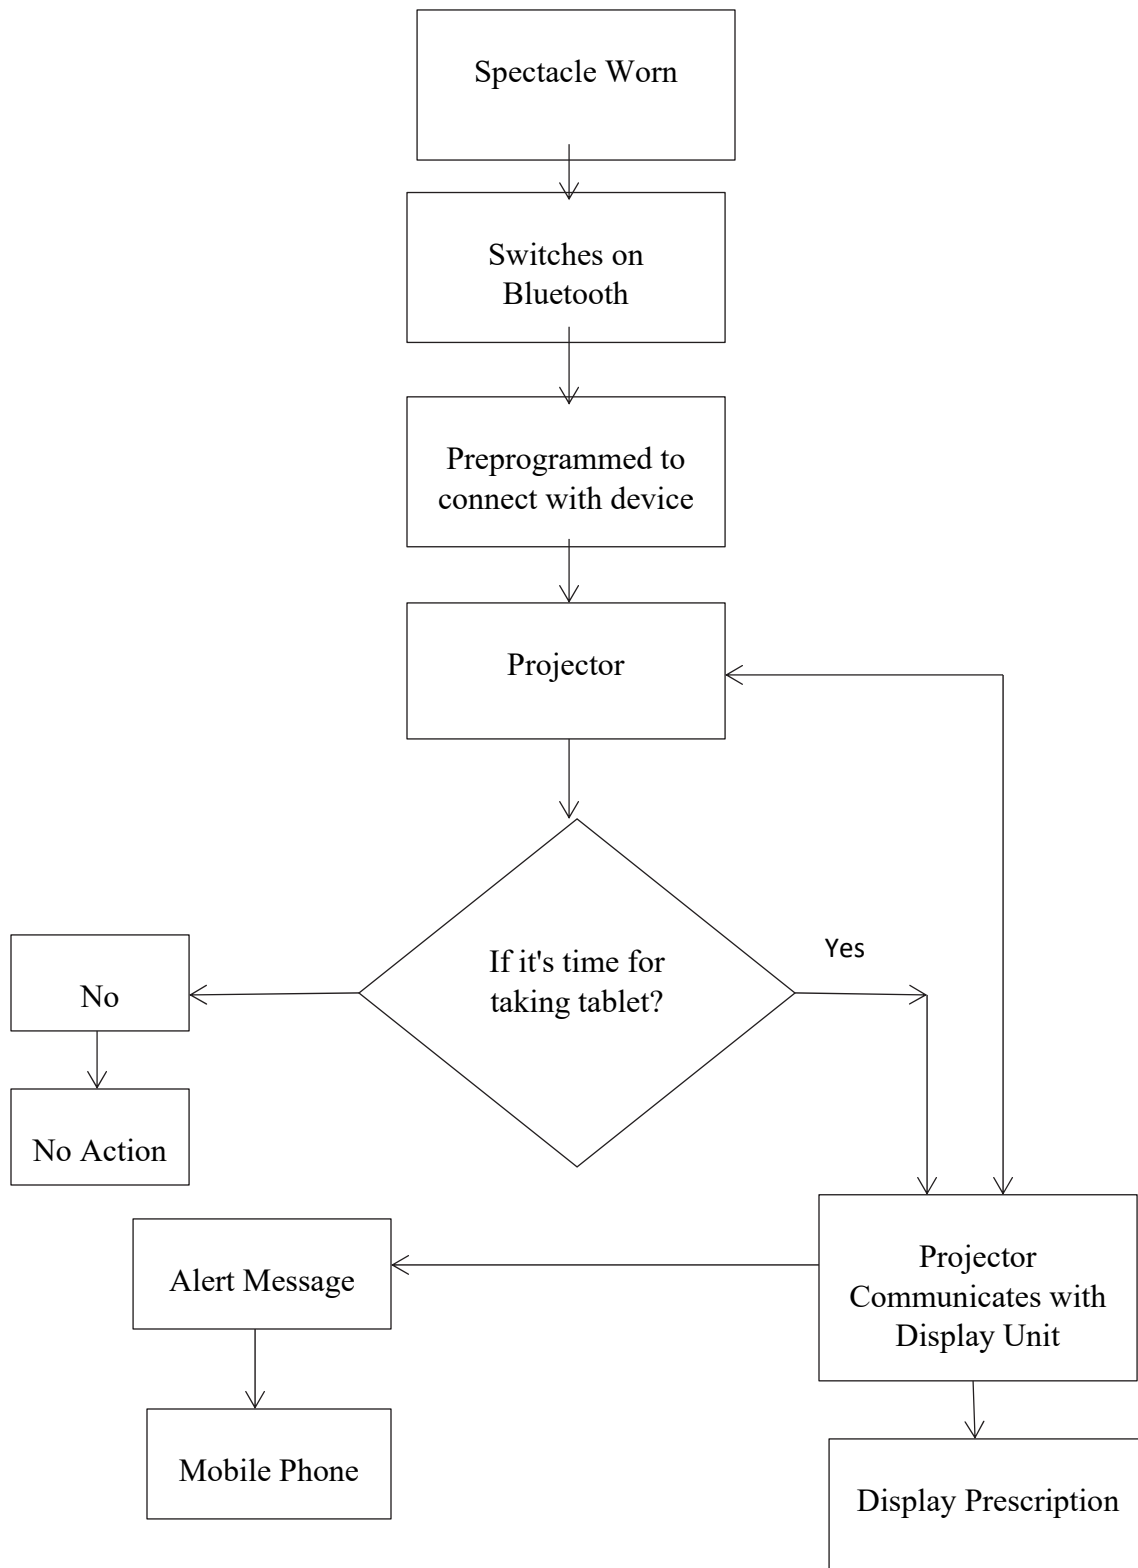 Spectacle Worn
Switches on
Bluetooth
Preprogrammed to
connect with device
Projector
If it's time for
taking tablet?
Yes
No
No Action
Projector
Communicates with
Display Unit
Alert Message
Mobile Phone
Display Prescription